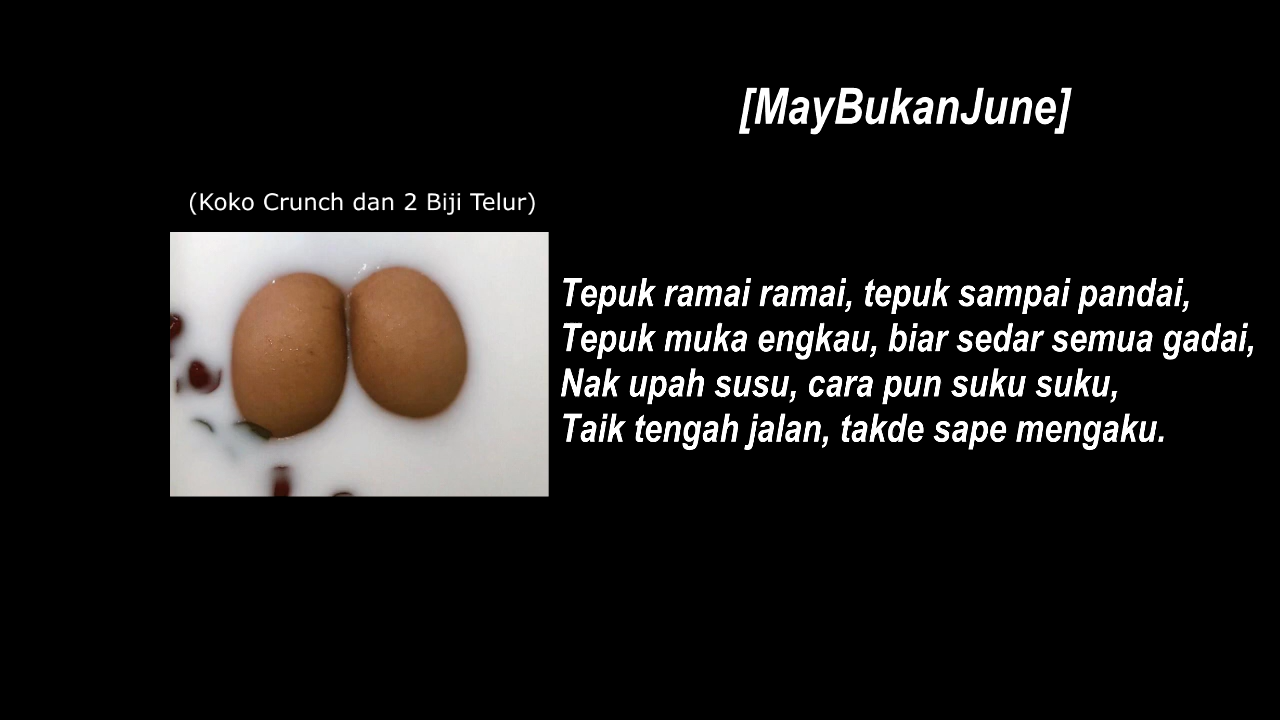 [MayBukanJune]
(Koko Crunch dan 2 Biji Telur)
Tepuk ramai ramai, tepuk sampai pandai,
Tepuk muka engkau, biar sedar semua gadai,
Nak upah susu, cara pun suku suku,
Taik tengah jalan, takde sape mengaku.